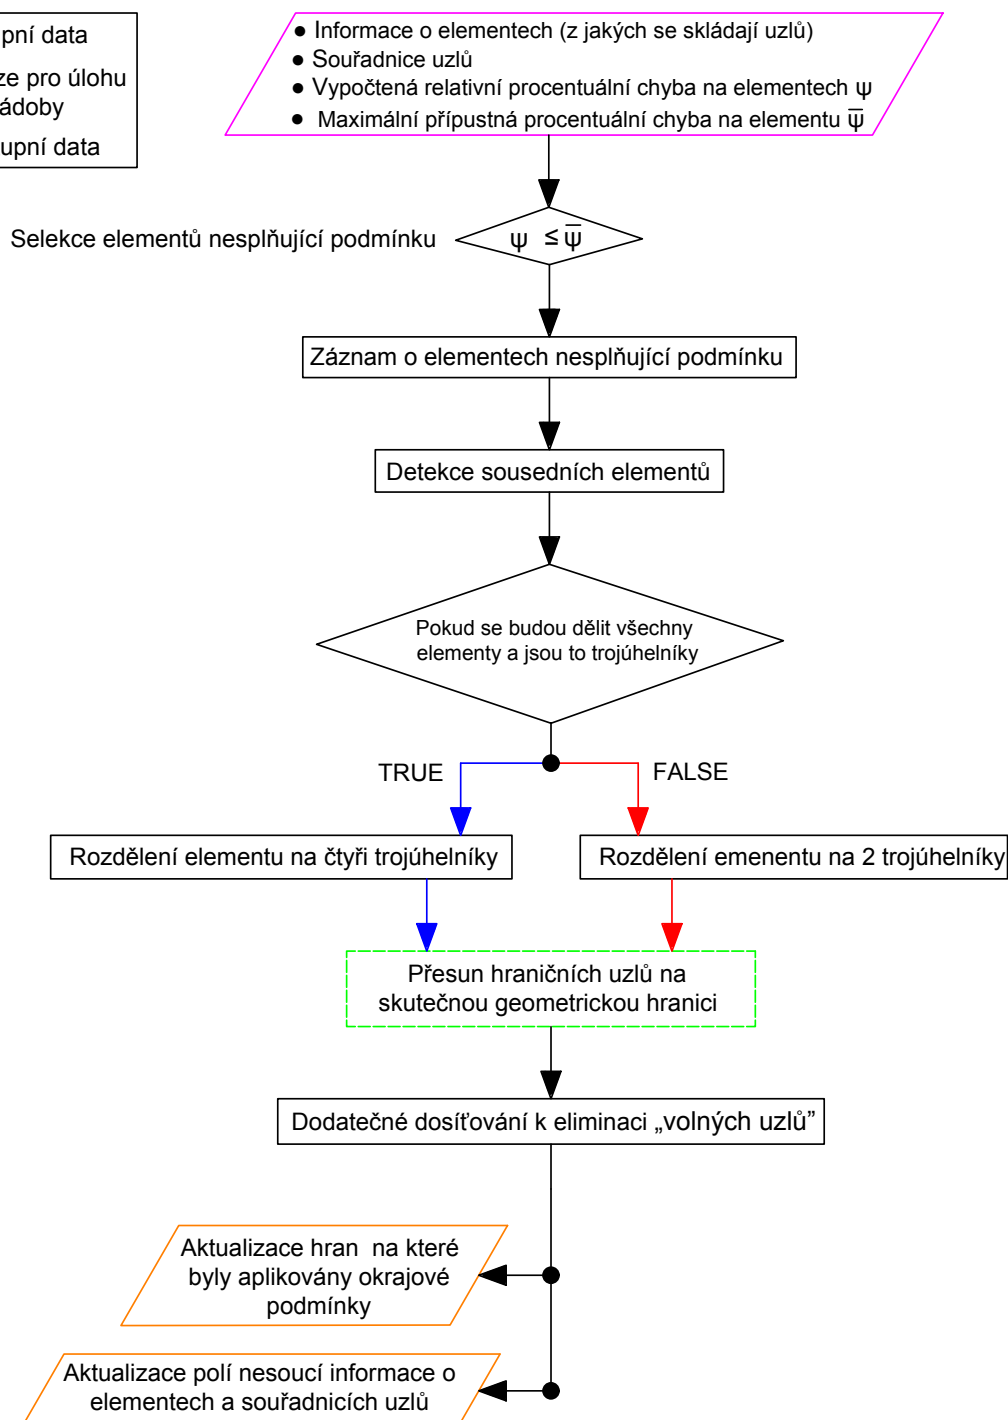 pní data
ze pro úlohu
ádoby
upní data
● Informace o elementech (z jakých se skládají uzlů)
● Souřadnice uzlů
● Vypočtená relativní procentuální chyba na elementech ψ
● Maximální přípustná procentuální chyba na elementu ψ̅
Selekce elementů nesplňující podmínku
ψ ≤ ψ̅
Záznam o elementech nesplňující podmínku
Detekce sousedních elementů
Pokud se budou dělit všechny
elementy a jsou to trojúhelníky
TRUE
FALSE
Rozdělení elementu na čtyři trojúhelníky
Rozdělení emenentu na 2 trojúhelníky
Přesun hraničních uzlů na
skutečnou geometrickou hranici
Dodatečné dosíťování k eliminaci „volných uzlů”
Aktualizace hran na které
byly aplikovány okrajové
podmínky
Aktualizace polí nesoucí informace o
elementech a souřadnicích uzlů